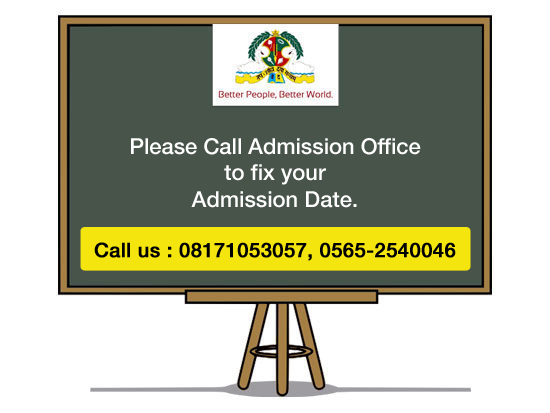 Better People, Better World.
Please Call Admission Office
to fix your
Admission Date.
Call us : 08171053057, 0565-2540046